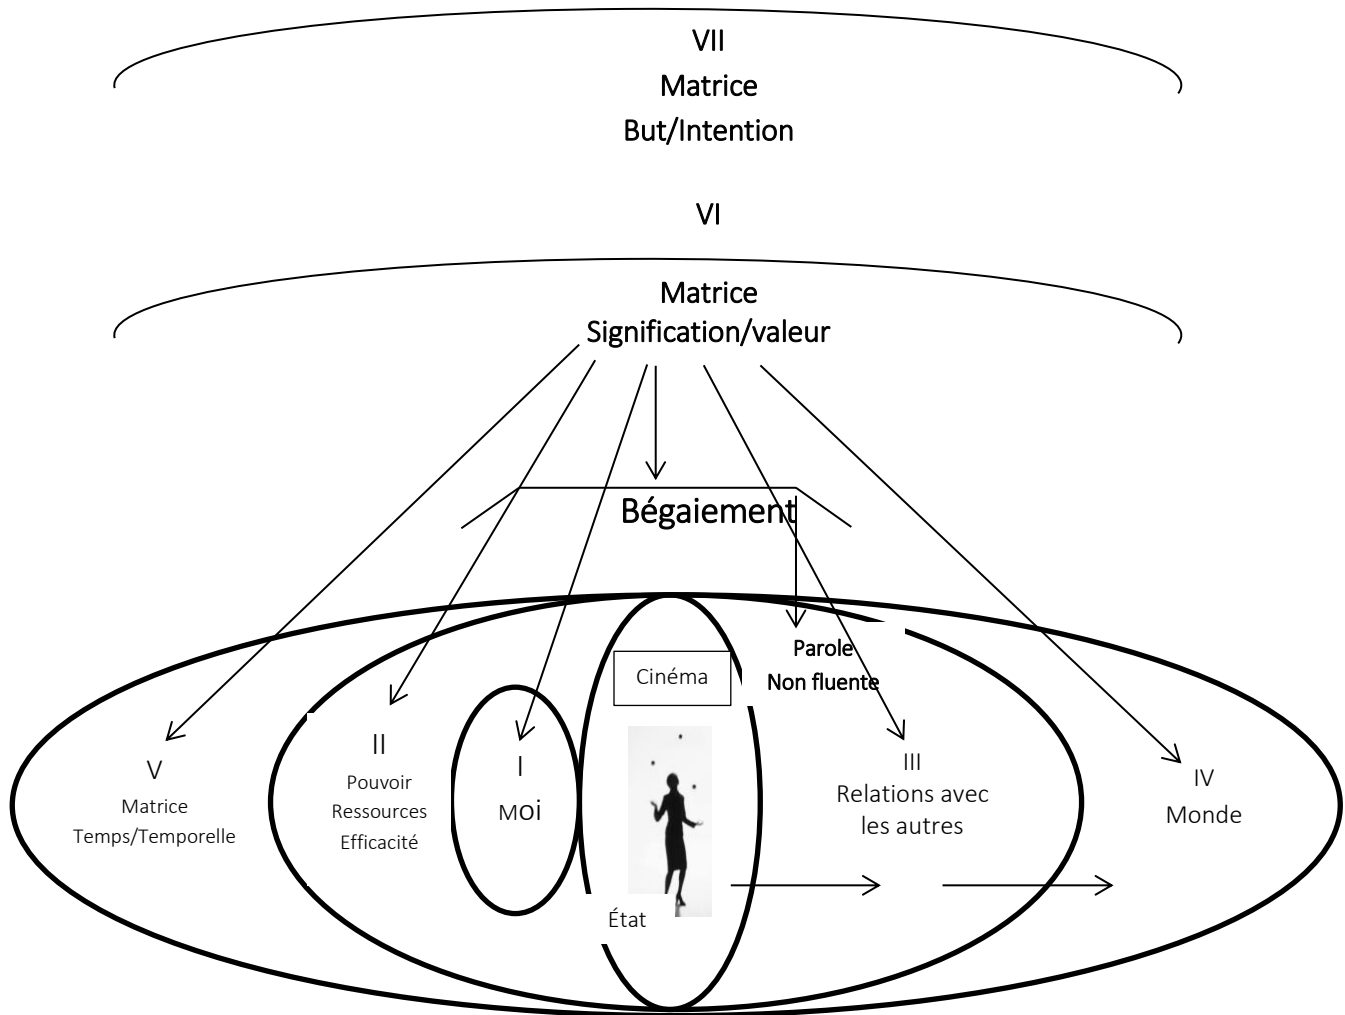 VII
Matrice
But/Intention
VI
Matrice
Signification/valeur
Bégaiement
Parole
Non fluente
Cinéma
V
Matrice
Temps/Temporelle
II
Pouvoir
Ressources
Efficacité
I
Moi
III
Relations avec
les autres
IV
Monde
État